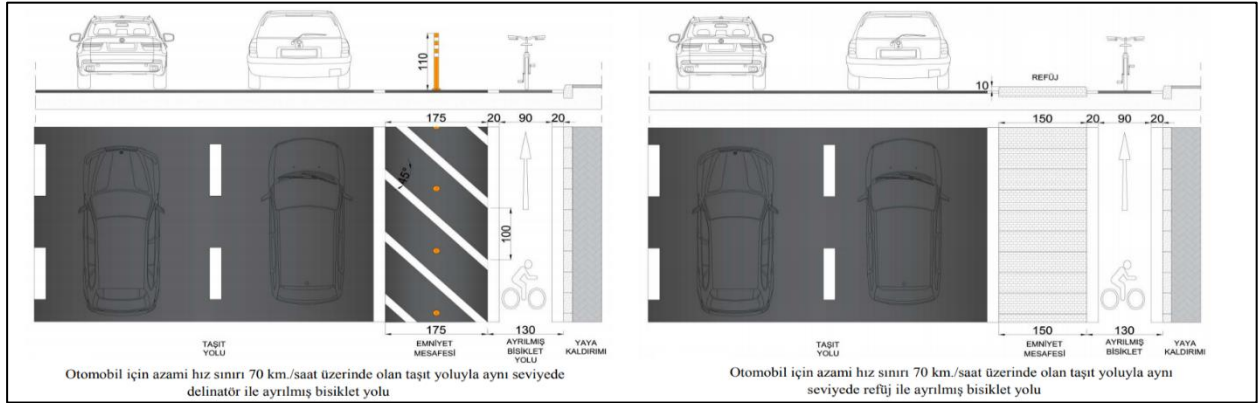 110
175
20
90
20
45°
100
175
130
TAŞIT
YOLU
EMNİYET
MESAFESİ
AYRILMIŞ
BİSİKLET
YOLU
YAYA
KALDIRIMI
Otomobil için azami hız sınırı 70 km./saat üzerinde olan taşıt yoluyla aynı seviyede
delinatör ile ayrılmış bisiklet yolu
REFÜJ
10
150
20
90
20
150
130
TAŞIT
YOLU
EMNİYET
MESAFESİ
AYRILMIŞ
BİSİKLET
YAYA
KALDIRIMI
Otomobil için azami hız sınırı 70 km./saat üzerinde olan taşıt yoluyla aynı
seviyede refüj ile ayrılmış bisiklet yolu